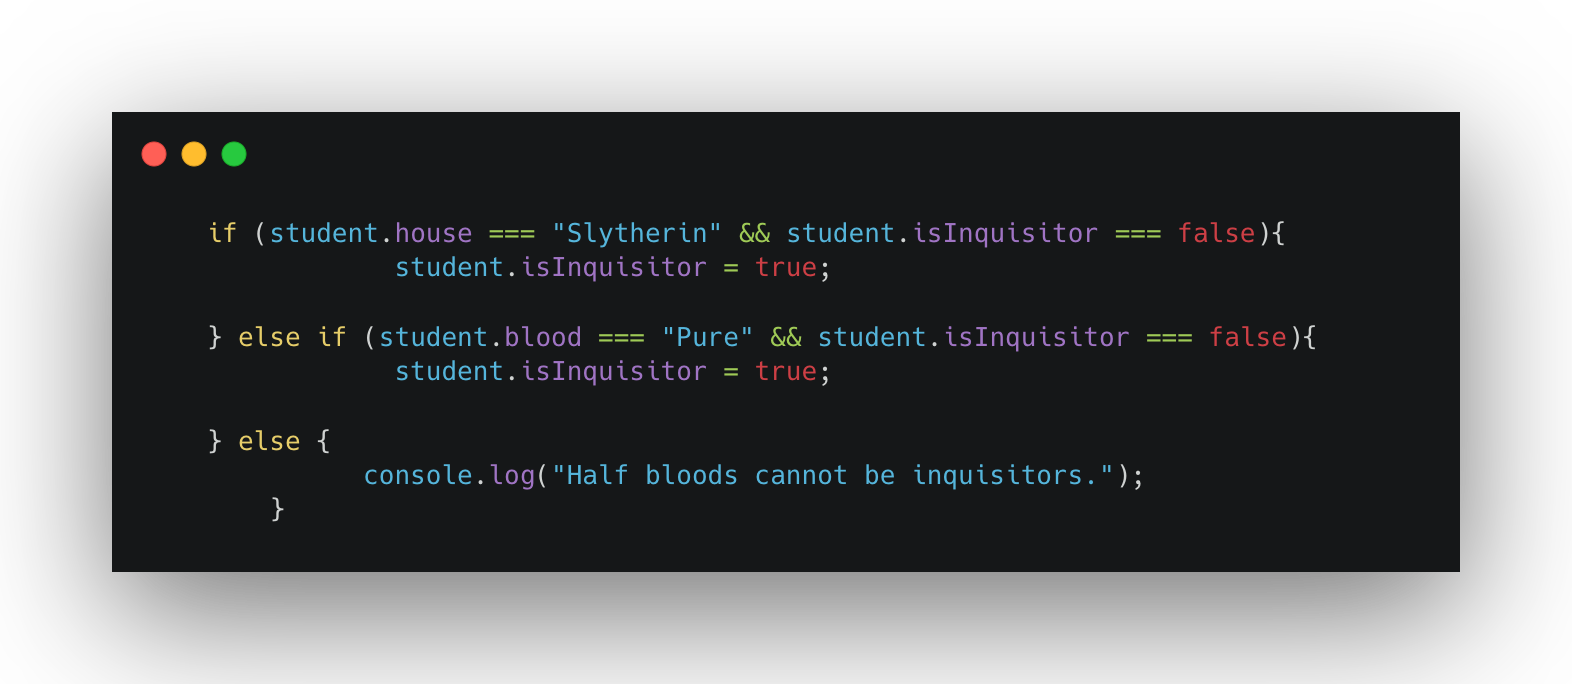 if (student.house === "Slytherin" && student.isInquisitor === false){
student.isInquisitor = true;
} else if (student.blood === "Pure" && student.isInquisitor === false){
student.isInquisitor = true;
} else {
console.log("Half bloods cannot be inquisitors.");
}